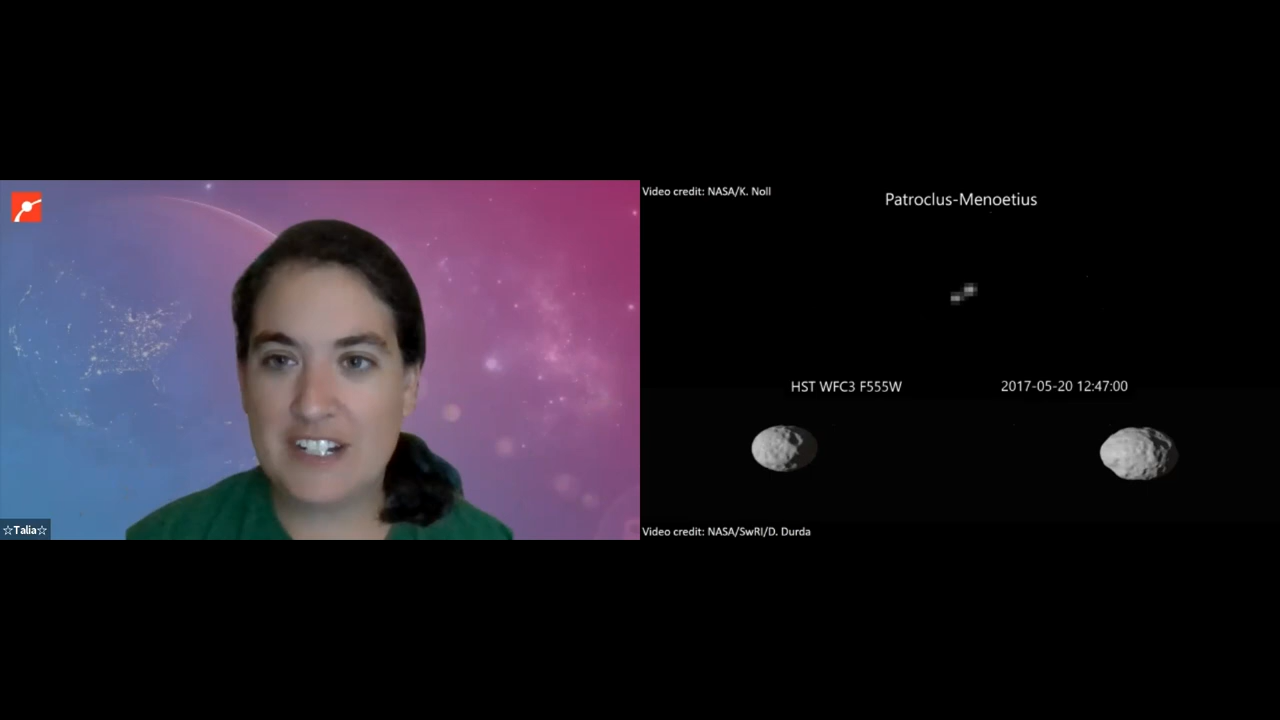 Video credit: NASA/K. Noll
Patroclus-Menoetius
HST WFC3 F555W
2017-05-20 12:47:00
☆Talia☆
Video credit: NASA/SwRI/D. Durda